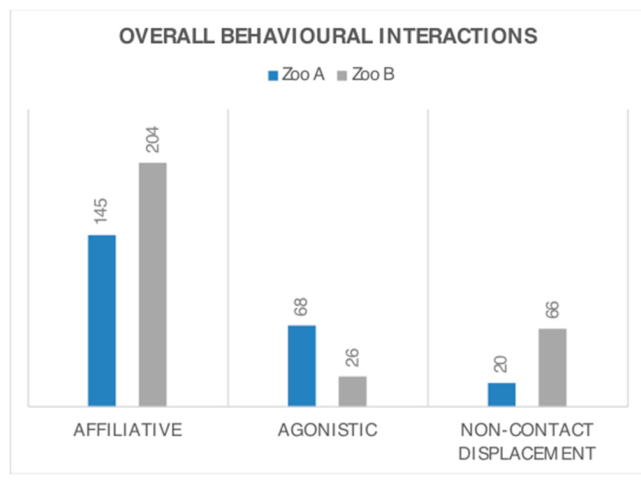 OVERALL BEHAVIOURAL INTERACTIONS
Zoo A Zoo B
145
204
68
26
20
66
AFFILIATIVE
AGONISTIC
NON-CONTACT
DISPLACEMENT